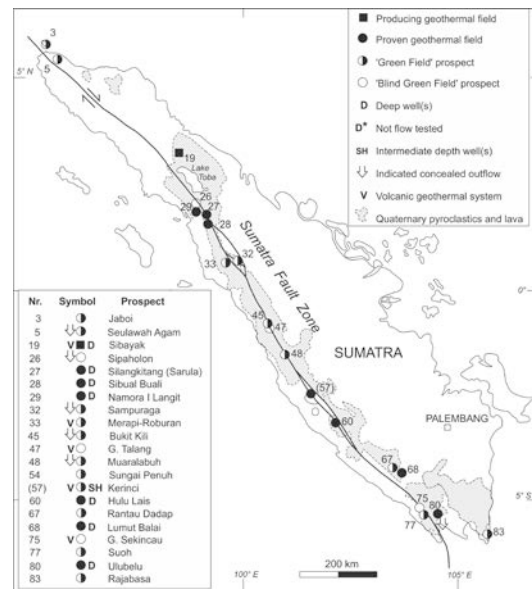 3
5
5° N
19
Lake
Toba
26
27
29
28
32
33
Sumatra Fault Zone
0°
45
47
48
SUMATRA
(57)
60
PALEMBANG
67
68
5° S
75
80
77
83
200 km
100° E
105° E
Producing geothermal field
Proven geothermal field
'Green Field' prospect
'Blind Green Field' prospect
D Deep well(s)
D* Not flow tested
SH Intermediate depth well(s)
Indicated concealed outflow
V Volcanic geothermal system
Quaternary pyroclastics and lava
Nr. Symbol Prospect
3 Jaboi
5 Seulawah Agam
19 V D Sibayak
26 Sipaholon
27 D Silangkitang (Sarula)
28 D Sibual Buali
29 D Namora I Langit
32 Sampuraga
33 V Merapi-Roburan
45 Bukit Kili
47 V G. Talang
48 Muaralabuh
54 Sungai Penuh
(57) V SH Kerinci
60 D Hulu Lais
67 Rantau Dadap
68 D Lumut Balai
75 V G. Sekincau
77 Suoh
80 D Ulubelu
83 Rajabasa